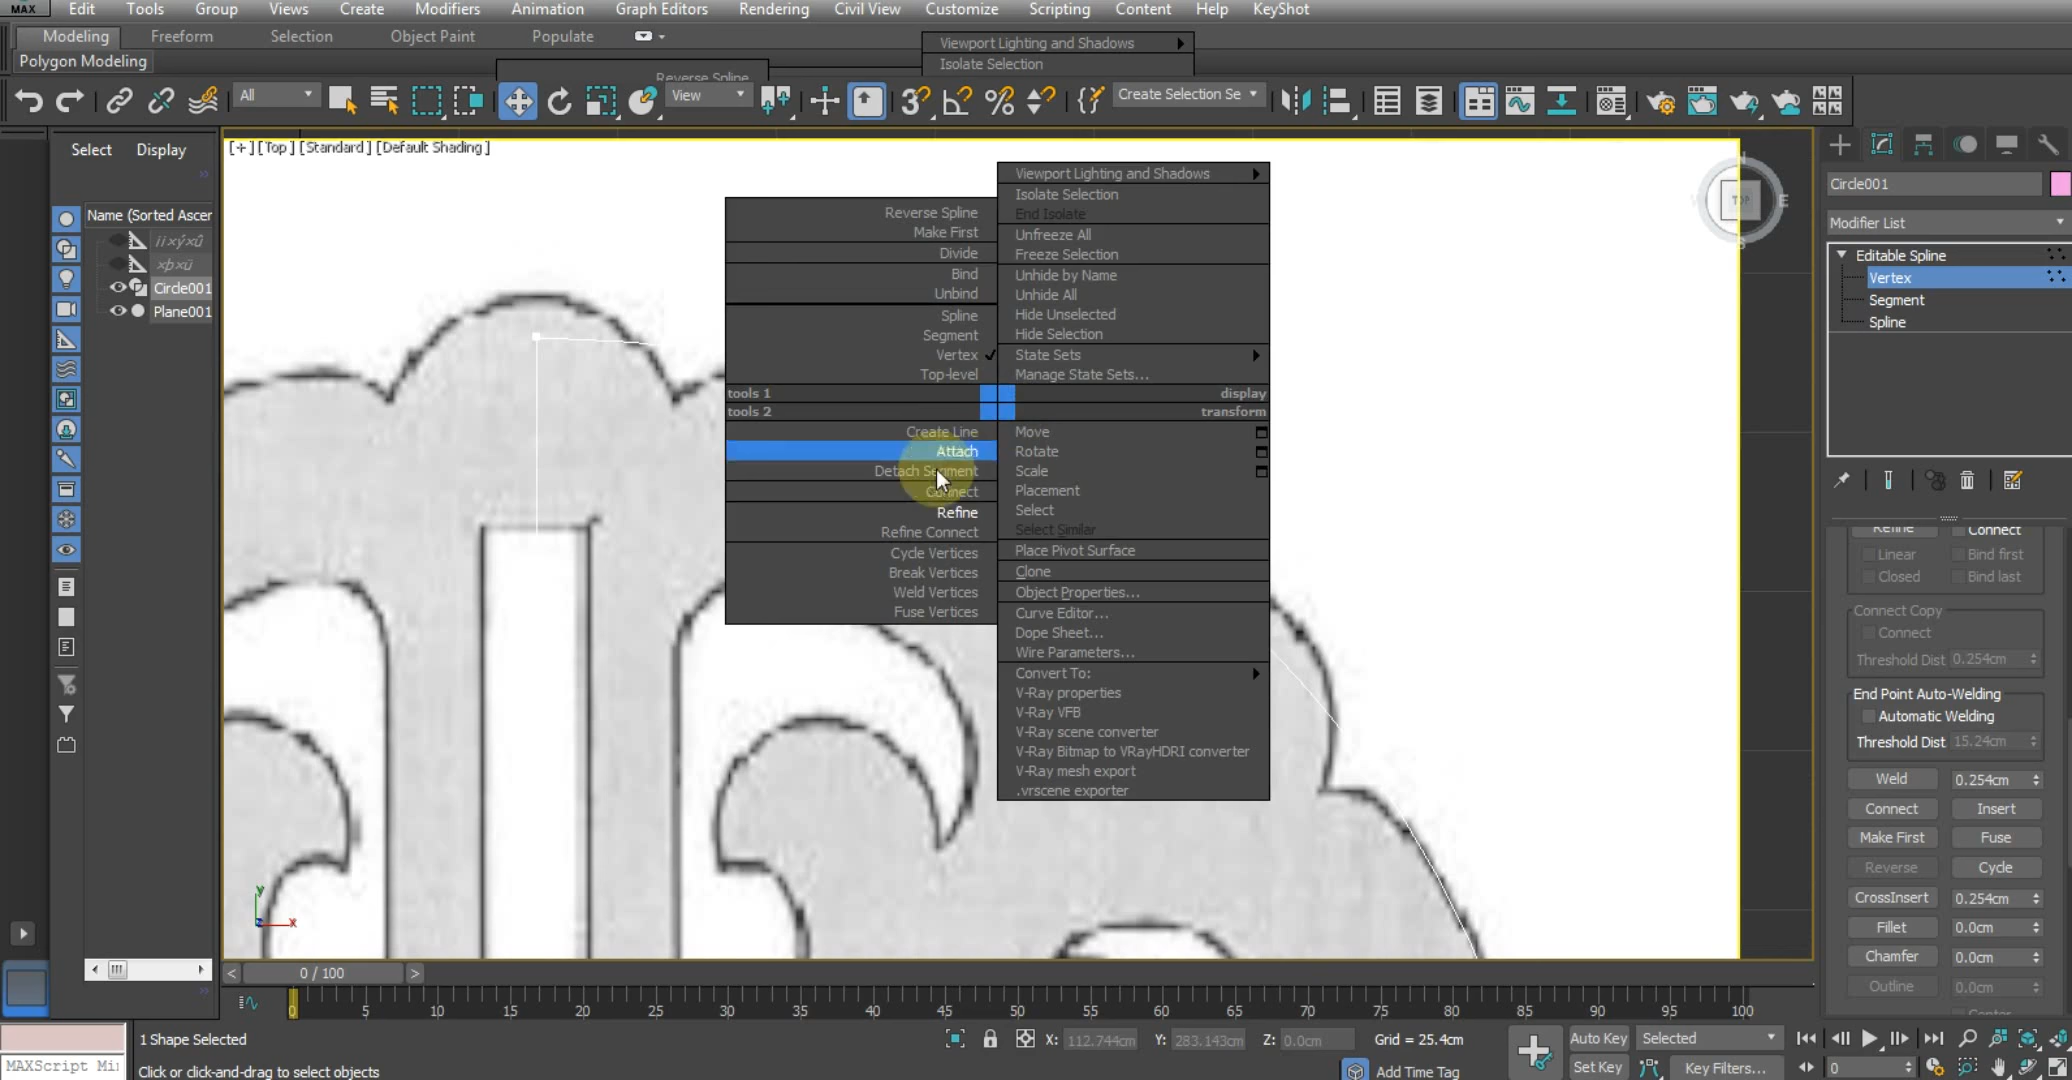 MAX Edit Tools Group Views Create Modifiers Animation Graph Editors Rendering Civil View Customize Scripting Content Help KeyShot
Modeling Freeform Selection Object Paint Populate
Viewport Lighting and Shadows
Polygon Modeling
Isolate Selection
Reverse Spline
All
View
Create Selection Se
Select Display
[+][Top][Standard][Default Shading]
Name (Sorted Ascer
Circle001
Plane001
Reverse Spline
Make First
Divide
Bind
Unbind
Spline
Segment
Vertex
Top-level
tools 1
tools 2
Create Line
Attach
Detach Segment
Connect
Refine
Refine Connect
Cycle Vertices
Break Vertices
Weld Vertices
Fuse Vertices
Viewport Lighting and Shadows
Isolate Selection
End Isolate
Unfreeze All
Freeze Selection
Unhide by Name
Unhide All
Hide Unselected
Hide Selection
State Sets
Manage State Sets...
display
transform
Move
Rotate
Scale
Placement
Select
Select Similar
Place Pivot Surface
Clone
Object Properties...
Curve Editor...
Dope Sheet...
Wire Parameters...
Convert To:
V-Ray properties
V-Ray VFB
V-Ray scene converter
V-Ray Bitmap to VRayHDRI converter
V-Ray mesh export
.vrscene exporter
TOP
E
y
x
Circle001
Modifier List
Editable Spline
Vertex
Segment
Spline
Refine Connect
Linear Bind first
Closed Bind last
Connect Copy
Connect
Threshold Dist 0.254cm
End Point Auto-Welding
Automatic Welding
Threshold Dist 15.24cm
Weld 0.254cm
Connect Insert
Make First Fuse
Reverse Cycle
CrossInsert 0.254cm
Fillet 0.0cm
Chamfer 0.0cm
Outline 0.0cm
Center
< 0 / 100 >
0 5 10 15 20 25 30 35 40 45 50 55 60 65 70 75 80 85 90 95 100
1 Shape Selected X: 112.744cm Y: 283.143cm Z: 0.0cm Grid = 25.4cm Auto Key Selected
MAXScript Mi Click or click-and-drag to select objects Add Time Tag Set Key Key Filters... 0